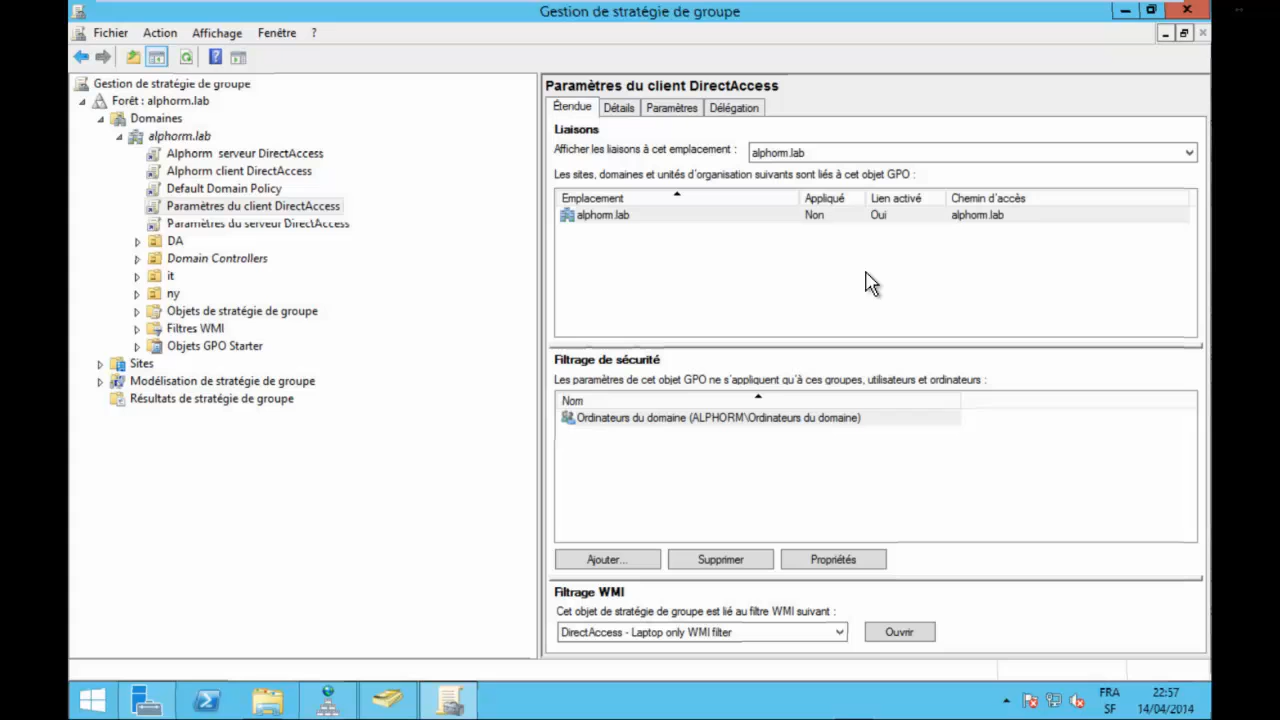 Gestion de stratégie de groupe
Fichier Action Affichage Fenêtre ?
Gestion de stratégie de groupe
Forêt : alphorm.lab
Domaines
alphorm.lab
Alphorm serveur DirectAccess
Alphorm client DirectAccess
Default Domain Policy
Paramètres du client DirectAccess
Paramètres du serveur DirectAccess
DA
Domain Controllers
it
ny
Objets de stratégie de groupe
Filtres WMI
Objets GPO Starter
Sites
Modélisation de stratégie de groupe
Résultats de stratégie de groupe
Paramètres du client DirectAccess
Étendue Détails Paramètres Délégation
Liaisons
Afficher les liaisons à cet emplacement : alphorm.lab
Les sites, domaines et unités d'organisation suivants sont liés à cet objet GPO :
Emplacement Appliqué Lien activé Chemin d'accès
alphorm.lab Non Oui alphorm.lab
Filtrage de sécurité
Les paramètres de cet objet GPO ne s'appliquent qu'à ces groupes, utilisateurs et ordinateurs :
Nom
Ordinateurs du domaine (ALPHORM\Ordinateurs du domaine)
Ajouter... Supprimer Propriétés
Filtrage WMI
Cet objet de stratégie de groupe est lié au filtre WMI suivant :
DirectAccess - Laptop only WMI filter Ouvrir
FRA 22:57
SF 14/04/2014